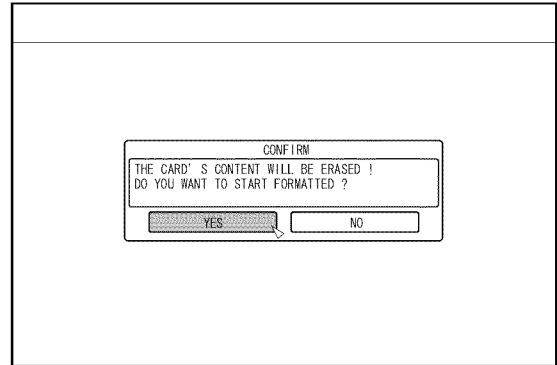 CONFIRM
THE CARD' S CONTENT WILL BE ERASED !
DO YOU WANT TO START FORMATTED ?
YES NO